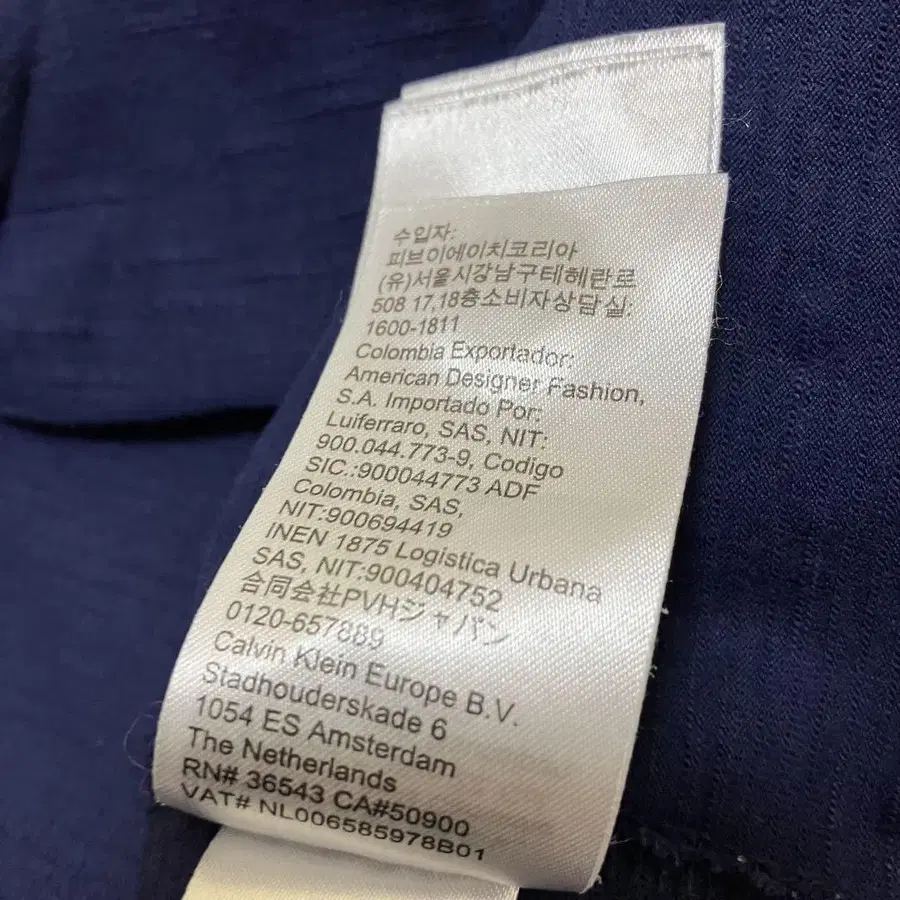 수입자:
피브이에이치코리아
(유)서울시강남구테헤란로
508 17,18층소비자상담실:
1600-1811
Colombia Exportador:
American Designer Fashion,
S.A. Importado Por:
Luiferraro, SAS, NIT:
900.044.773-9, Codigo
SIC.:900044773 ADF
Colombia, SAS,
NIT:900694419
INEN 1875 Logistica Urbana
SAS, NIT:900404752
合同会社PVHジャパン
0120-657889
Calvin Klein Europe B.V.
Stadhouderskade 6
1054 ES Amsterdam
The Netherlands
RN# 36543 CA#50900
VAT# NL006585978B01